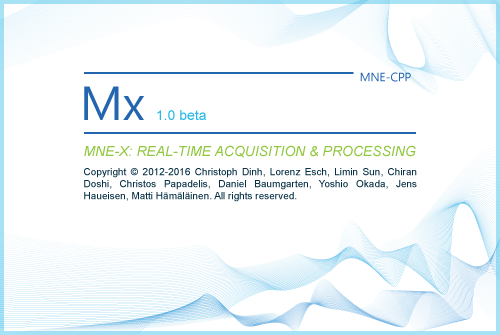 MNE-CPP
Mx 1.0 beta
MNE-X: REAL-TIME ACQUISITION & PROCESSING
Copyright © 2012-2016 Christoph Dinh, Lorenz Esch, Limin Sun, Chiran
Doshi, Christos Papadelis, Daniel Baumgarten, Yoshio Okada, Jens
Haueisen, Matti Hämäläinen. All rights reserved.